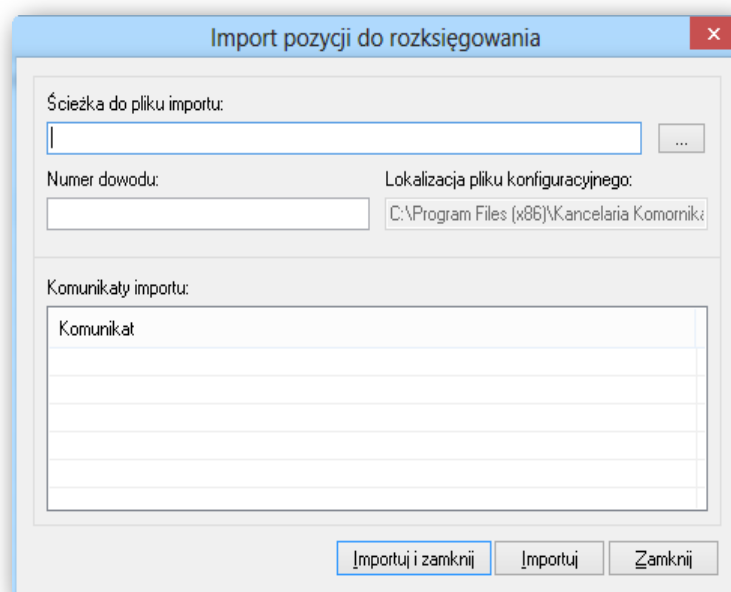 Import pozycji do rozksięgowania
Ścieżka do pliku importu:
...
Numer dowodu: Lokalizacja pliku konfiguracyjnego:
C:\Program Files (x86)\Kancelaria Komornika
Komunikaty importu:
Komunikat
Importuj i zamknij Importuj Zamknij